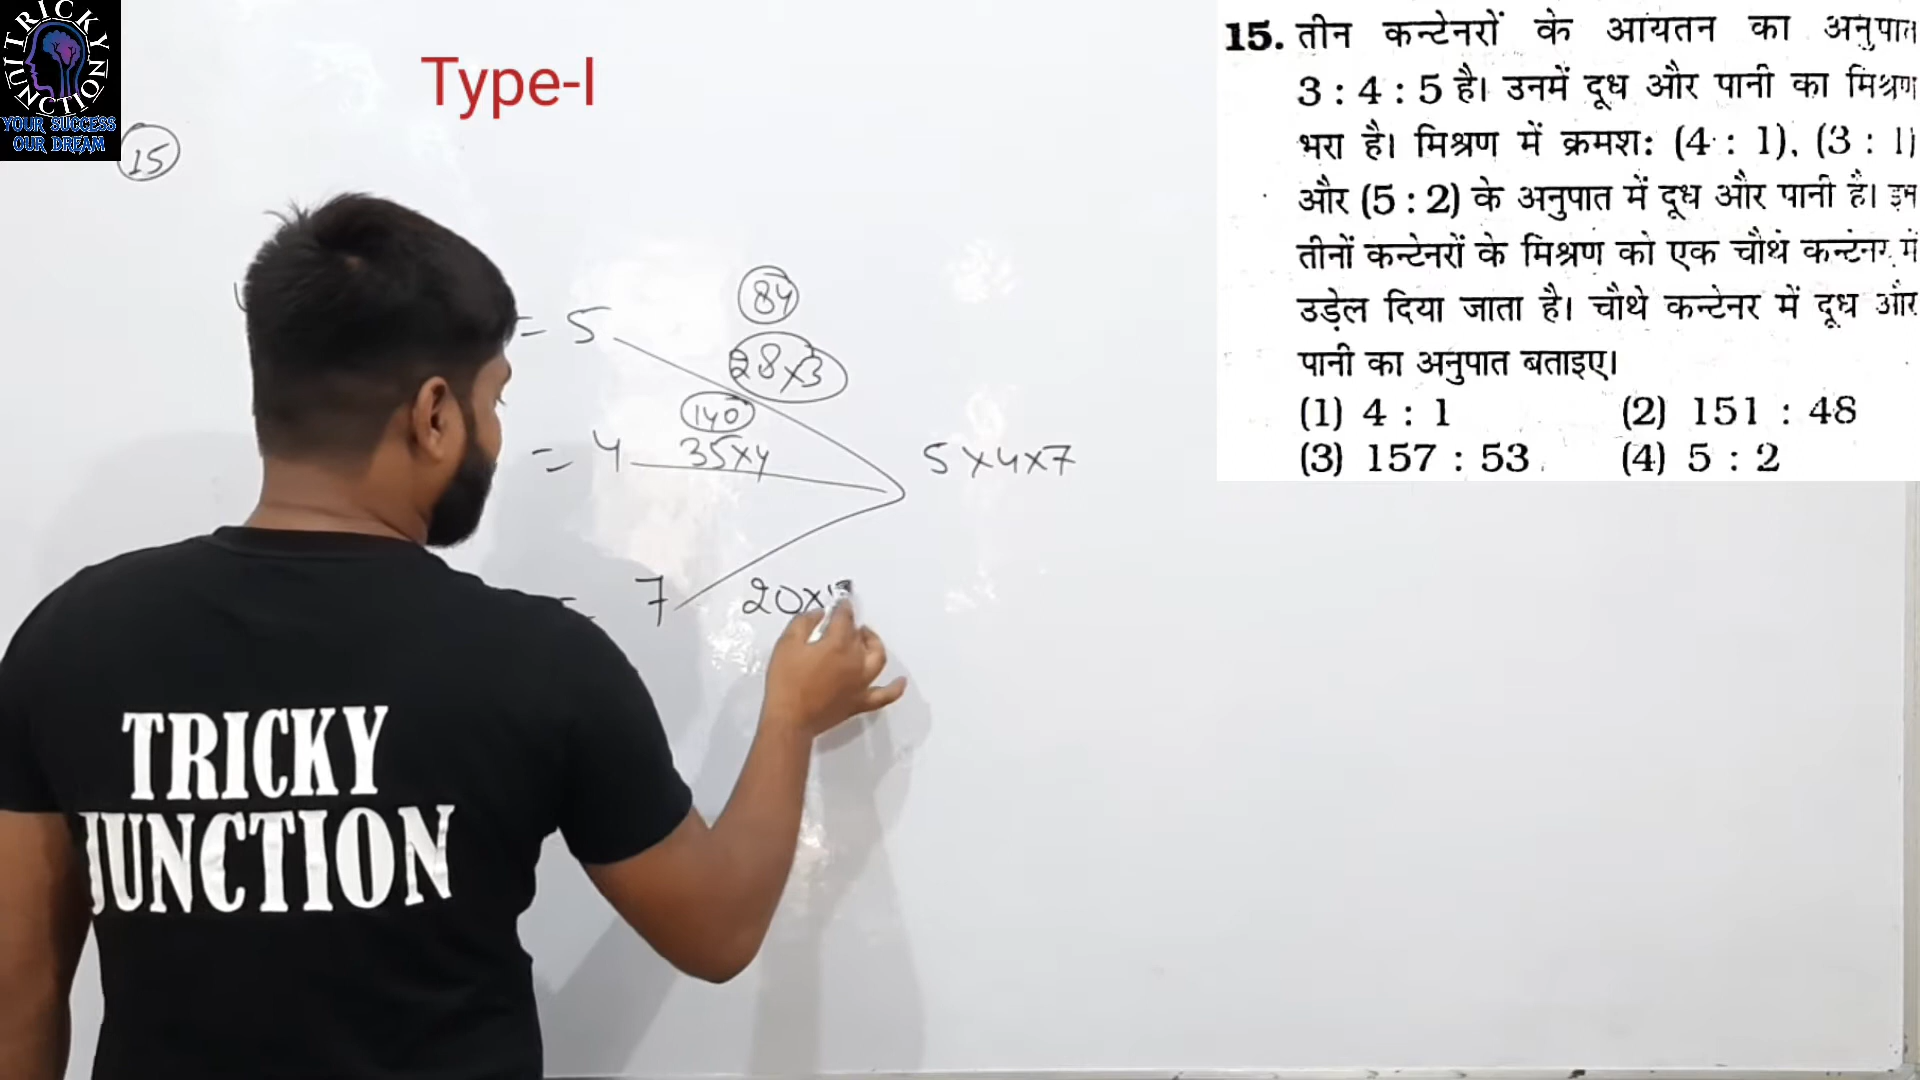 TRICKY JUNCTION
YOUR SUCCESS
OUR DREAM
Type-I
15
= 5
84
28×3
140
= 4
35×4
5×4×7
= 7
20×
TRICKY
JUNCTION
15. तीन कन्टेनरों के आयतन का अनुपात
3 : 4 : 5 है। उनमें दूध और पानी का मिश्रण
भरा है। मिश्रण में क्रमश: (4 : 1), (3 : 1)
और (5 : 2) के अनुपात में दूध और पानी है। इन
तीनों कन्टेनरों के मिश्रण को एक चौथे कन्टेनर में
उड़ेल दिया जाता है। चौथे कन्टेनर में दूध और
पानी का अनुपात बताइए।
(1) 4 : 1 (2) 151 : 48
(3) 157 : 53 (4) 5 : 2